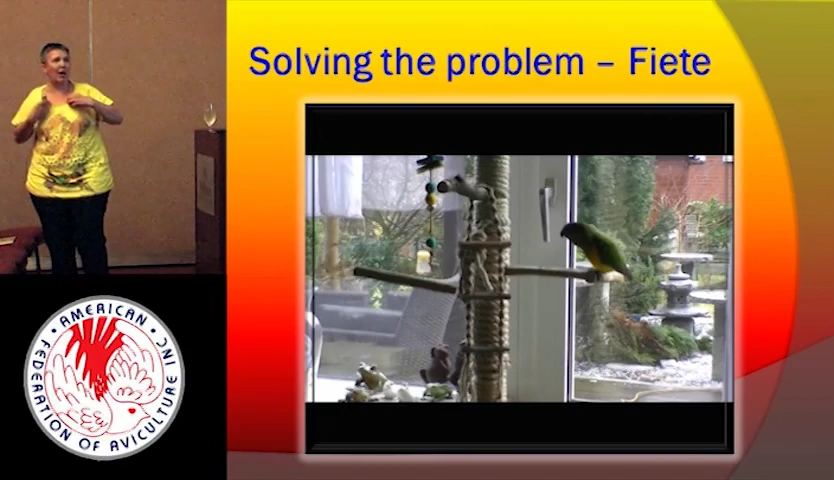 Solving the problem – Fiete
AMERICAN
FEDERATION OF AVICULTURE INC